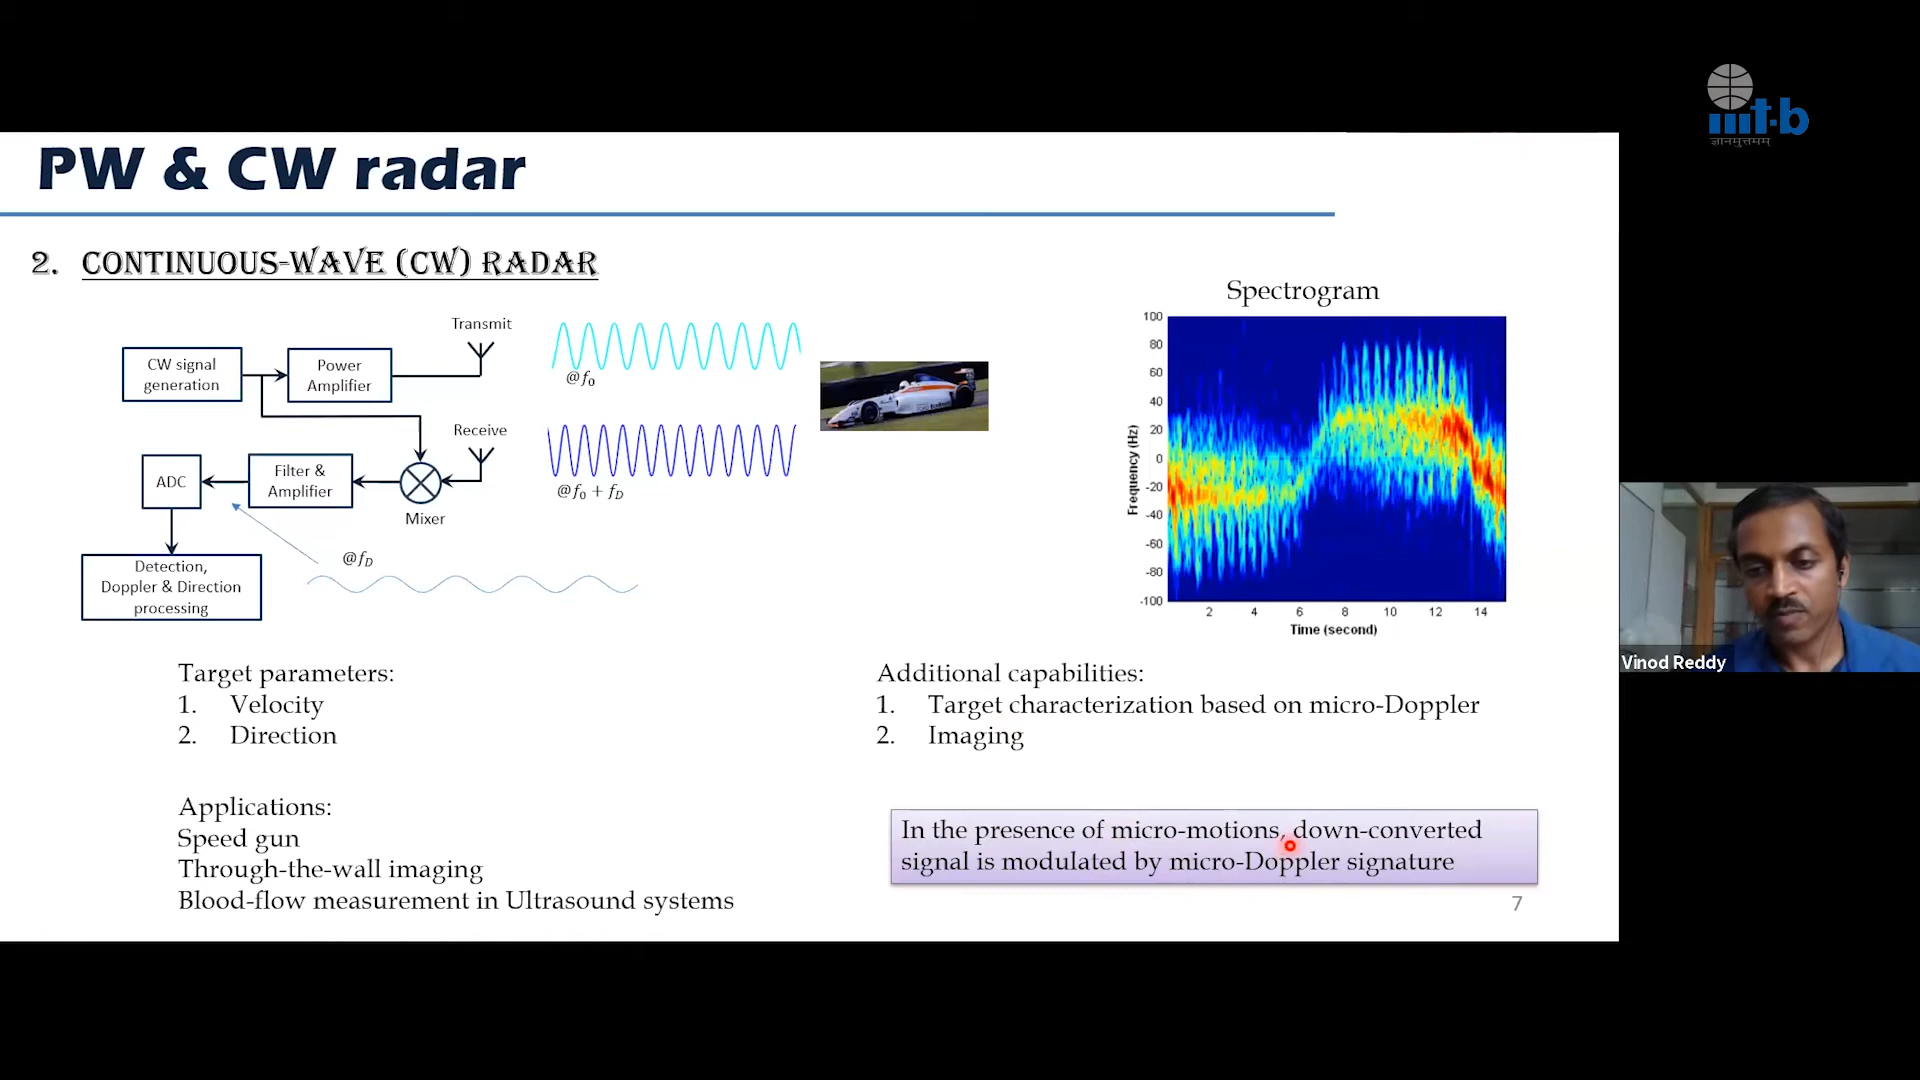 iiit-b
ज्ञानमुत्तमम्
PW & CW radar
2. CONTINUOUS-WAVE (CW) RADAR
Transmit
CW signal
generation
Power
Amplifier
@f₀
Receive
ADC
Filter &
Amplifier
Mixer
@f₀ + f_D
@f_D
Detection,
Doppler & Direction
processing
Spectrogram
100
80
60
40
20
0
-20
-40
-60
-80
-100
Frequency (Hz)
2 4 6 8 10 12 14
Time (second)
Target parameters:
1. Velocity
2. Direction
Applications:
Speed gun
Through-the-wall imaging
Blood-flow measurement in Ultrasound systems
Additional capabilities:
1. Target characterization based on micro-Doppler
2. Imaging
In the presence of micro-motions, down-converted
signal is modulated by micro-Doppler signature
7
Vinod Reddy